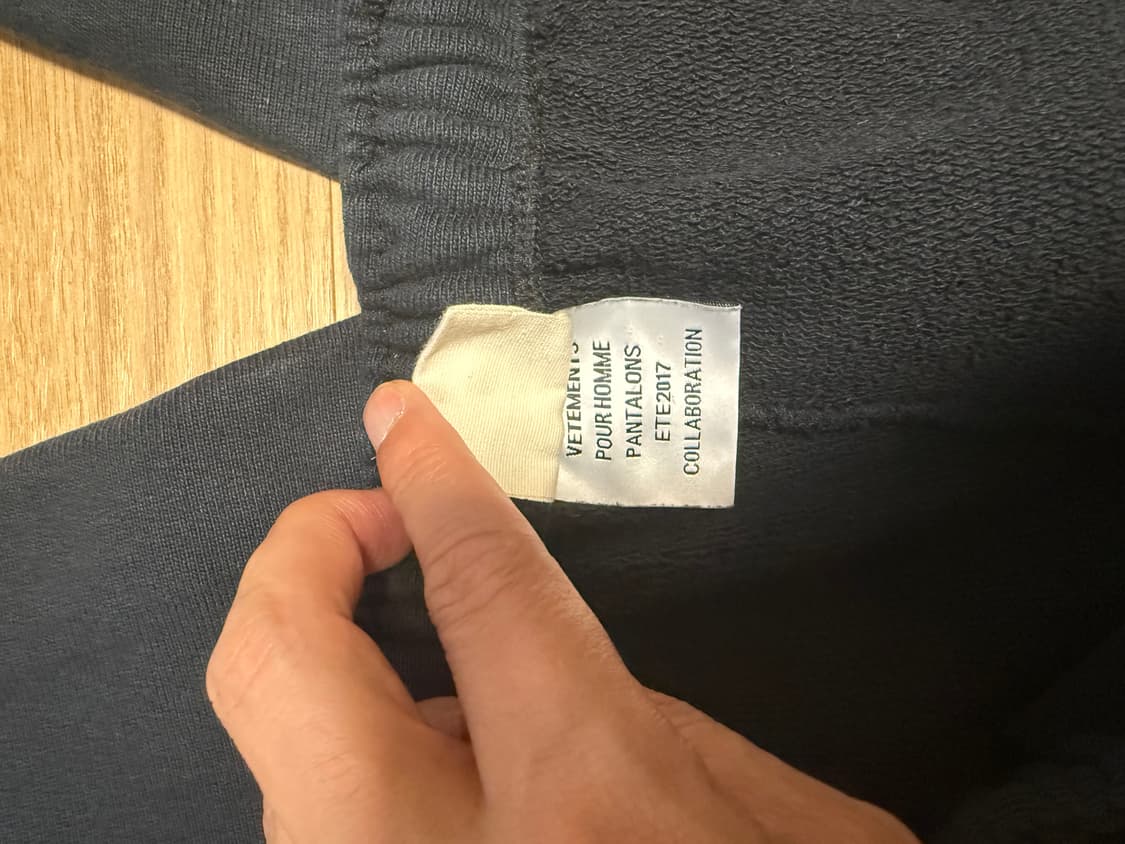 VETEMENTS
POUR HOMME
PANTALONS
ETE2017
COLLABORATION